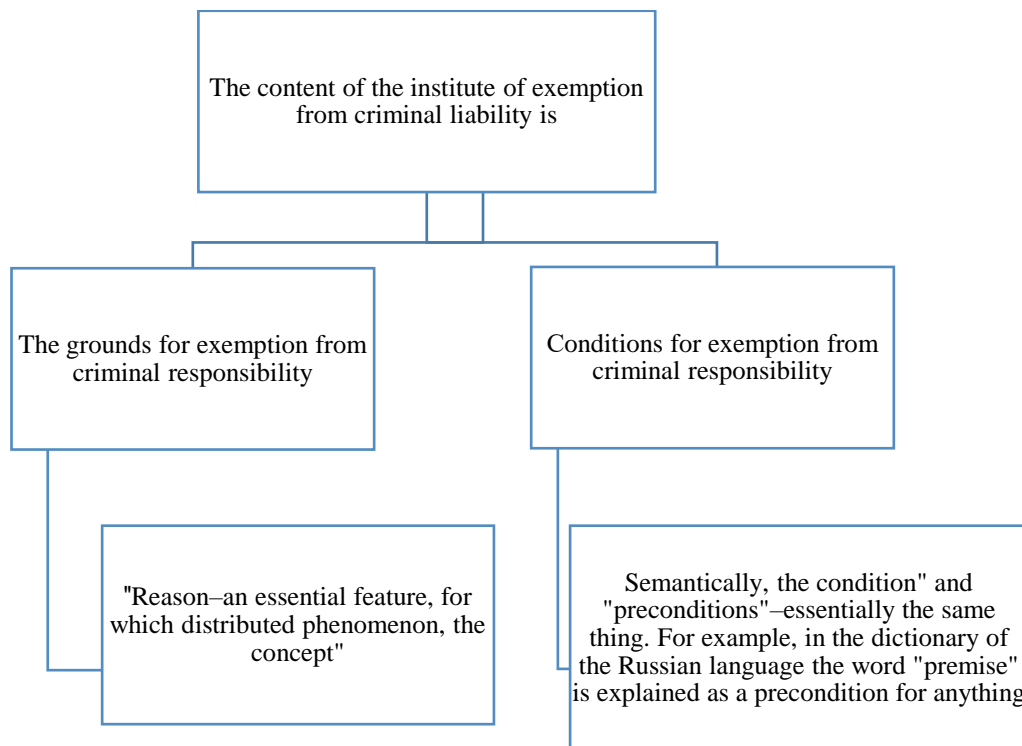 The content of the institute of exemption
from criminal liability is
The grounds for exemption from
criminal responsibility
Conditions for exemption from
criminal responsibility
"Reason–an essential feature, for
which distributed phenomenon, the
concept"
Semantically, the condition" and
"preconditions"–essentially the same
thing. For example, in the dictionary of
the Russian language the word "premise"
is explained as a precondition for anything